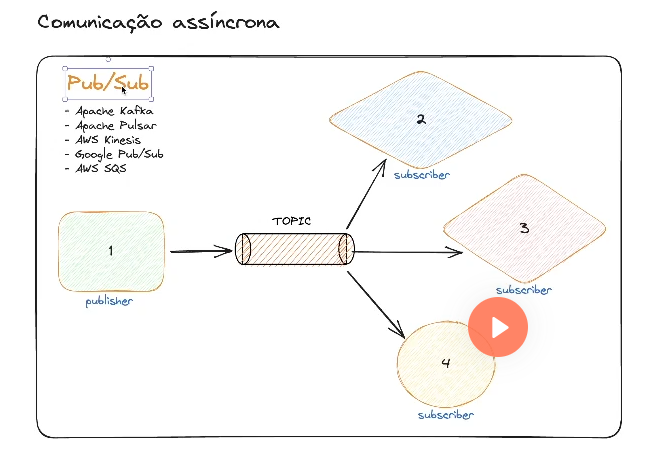 Comunicação assíncrona
Pub/Sub
- Apache Kafka
- Apache Pulsar
- AWS Kinesis
- Google Pub/Sub
- AWS SQS
2
subscriber
TOPIC
3
1
subscriber
publisher
4
subscriber